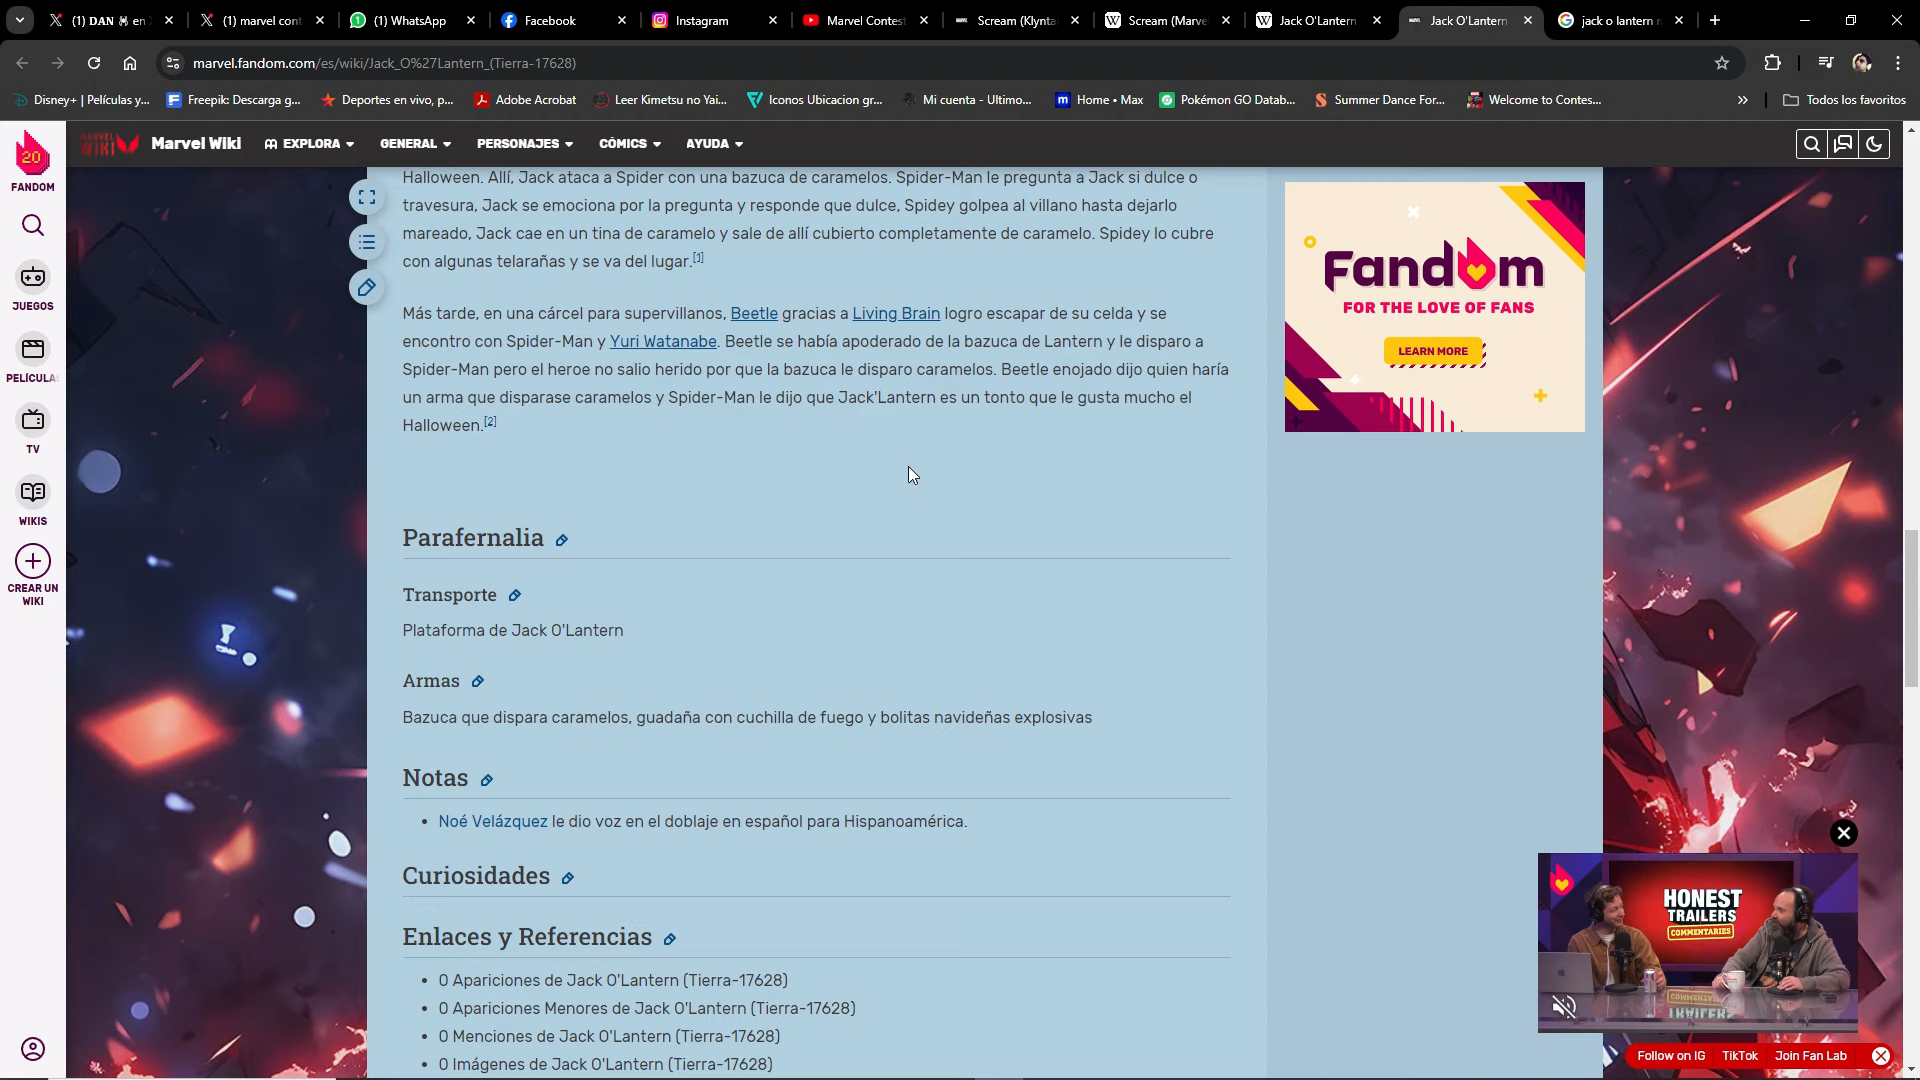 (1) DAN en
(1) marvel cont
(1) WhatsApp
Facebook
Instagram
Marvel Contest
Scream (Klynta
Scream (Marve
Jack O'Lantern
Jack O'Lantern
jack o lantern m
marvel.fandom.com/es/wiki/Jack_O%27Lantern_(Tierra-17628)
Disney+ | Películas y...
Freepik: Descarga g...
Deportes en vivo, p...
Adobe Acrobat
Leer Kimetsu no Yai...
Iconos Ubicacion gr...
Mi cuenta - Ultimo...
Home • Max
Pokémon GO Datab...
Summer Dance For...
Welcome to Contes...
»
Todos los favoritos
20
FANDOM
JUEGOS
PELÍCULA
TV
WIKIS
CREAR UN
WIKI
MARVEL WIKI
Marvel Wiki
EXPLORA
GENERAL
PERSONAJES
CÓMICS
AYUDA
Halloween. Allí, Jack ataca a Spider con una bazuca de caramelos. Spider-Man le pregunta a Jack si dulce o
travesura, Jack se emociona por la pregunta y responde que dulce, Spidey golpea al villano hasta dejarlo
mareado, Jack cae en un tina de caramelo y sale de allí cubierto completamente de caramelo. Spidey lo cubre
con algunas telarañas y se va del lugar.[1]
Más tarde, en una cárcel para supervillanos, Beetle gracias a Living Brain logro escapar de su celda y se
encontro con Spider-Man y Yuri Watanabe. Beetle se había apoderado de la bazuca de Lantern y le disparo a
Spider-Man pero el heroe no salio herido por que la bazuca le disparo caramelos. Beetle enojado dijo quien haría
un arma que disparase caramelos y Spider-Man le dijo que Jack'Lantern es un tonto que le gusta mucho el
Halloween.[2]
Parafernalia
Transporte
Plataforma de Jack O'Lantern
Armas
Bazuca que dispara caramelos, guadaña con cuchilla de fuego y bolitas navideñas explosivas
Notas
• Noé Velázquez le dio voz en el doblaje en español para Hispanoamérica.
Curiosidades
Enlaces y Referencias
• 0 Apariciones de Jack O'Lantern (Tierra-17628)
• 0 Apariciones Menores de Jack O'Lantern (Tierra-17628)
• 0 Menciones de Jack O'Lantern (Tierra-17628)
• 0 Imágenes de Jack O'Lantern (Tierra-17628)
Fandom
FOR THE LOVE OF FANS
LEARN MORE
HONEST
TRAILERS
COMMENTARIES
Follow on IG
TikTok
Join Fan Lab